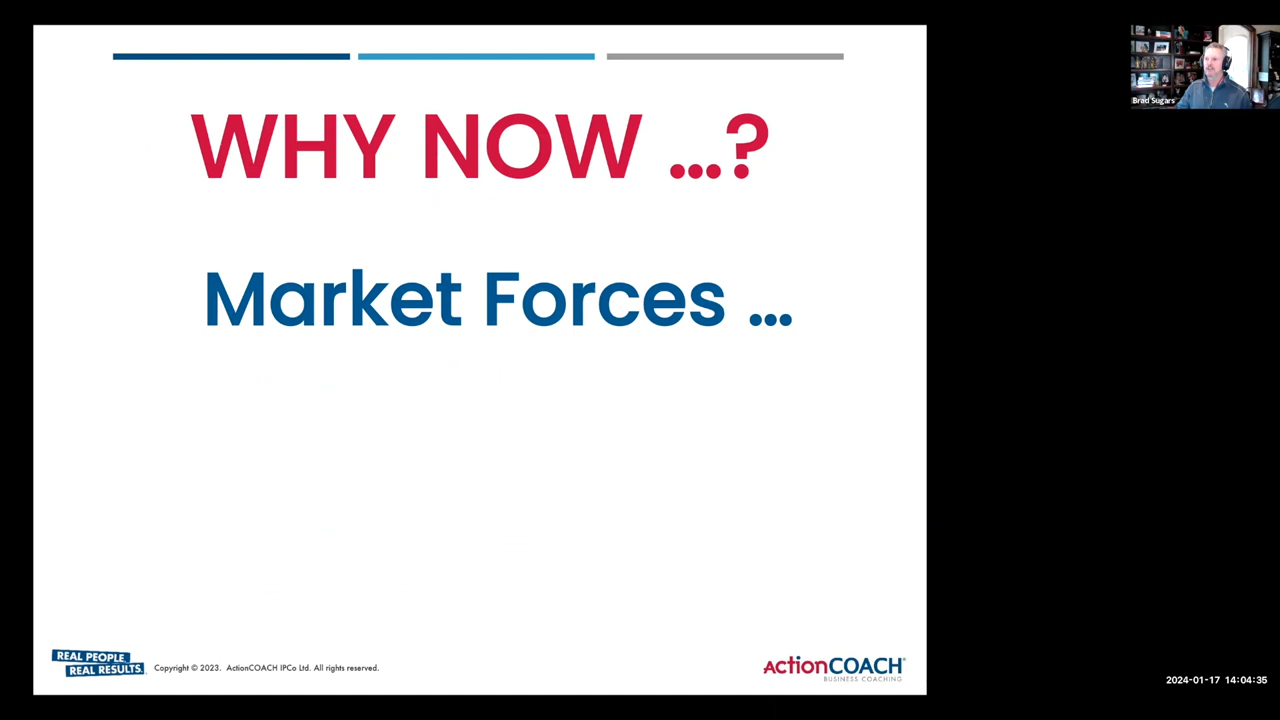 WHY NOW ...?
Market Forces ...
Brad Sugars
REAL PEOPLE.
REAL RESULTS.
Copyright © 2023. ActionCOACH IPCo Ltd. All rights reserved.
ActionCOACH®
BUSINESS COACHING
2024-01-17 14:04:35